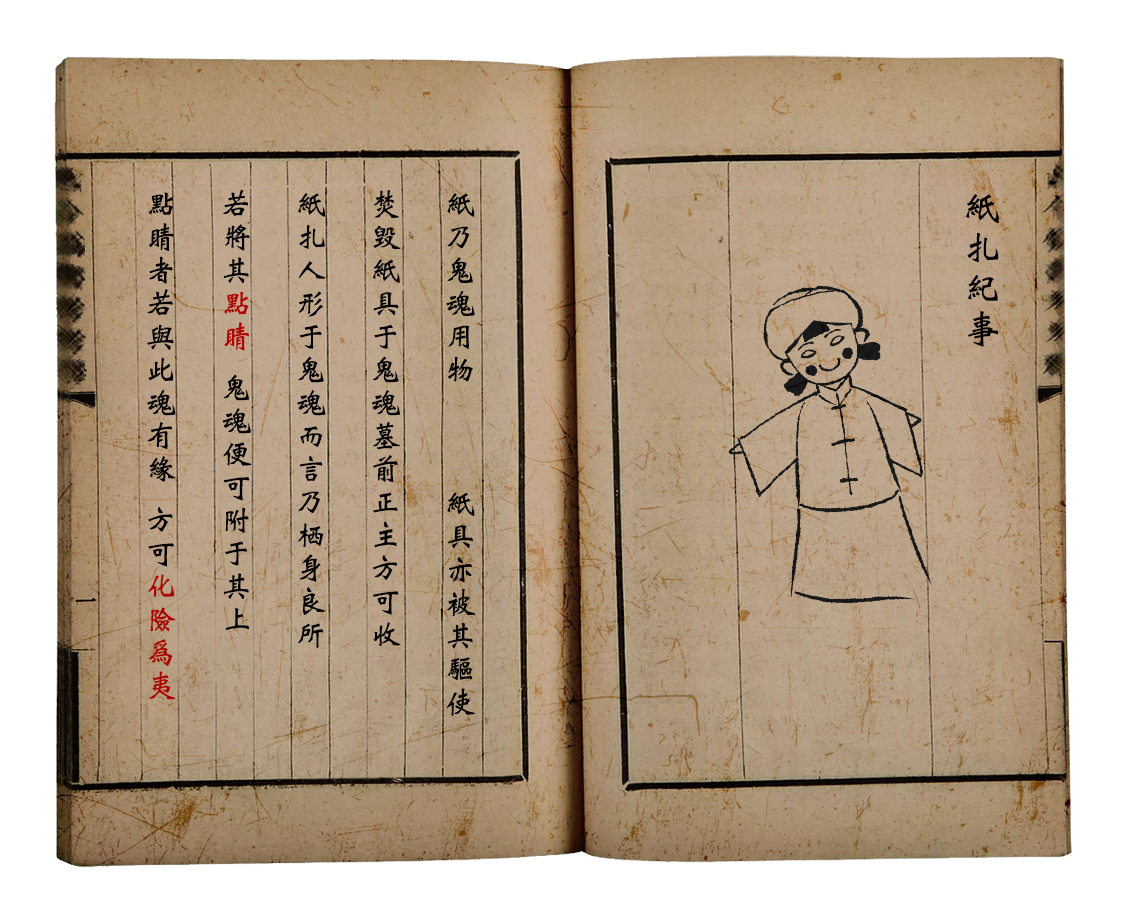 紙扎紀事
紙乃鬼魂用物 紙具亦被其驅使
焚毀紙具于鬼魂墓前正主方可收
紙扎人形于鬼魂而言乃栖身良所
若將其點睛 鬼魂便可附于其上
點睛者若與此魂有緣 方可化險爲夷
一